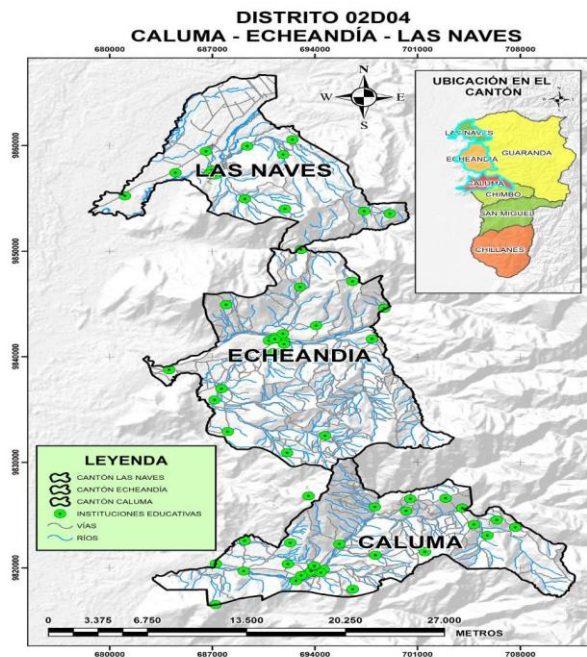 DISTRITO 02D04
CALUMA - ECHEANDÍA - LAS NAVES
680000 687000 694000 701000 708000
N
W E
S
UBICACIÓN EN EL
CANTÓN
LAS NAVES
GUARANDA
ECHEANDIA
CALUMA
CHIMBO
SAN MIGUEL
CHILLANES
9860000
LAS NAVES
9850000
9840000
ECHEANDIA
9830000
LEYENDA
CANTÓN LAS NAVES
CANTÓN ECHEANDÍA
CANTÓN CALUMA
INSTITUCIONES EDUCATIVAS
VÍAS
RÍOS
CALUMA
9820000
0 3.375 6.750 13.500 20.250 27.000
METROS
680000 687000 694000 701000 708000